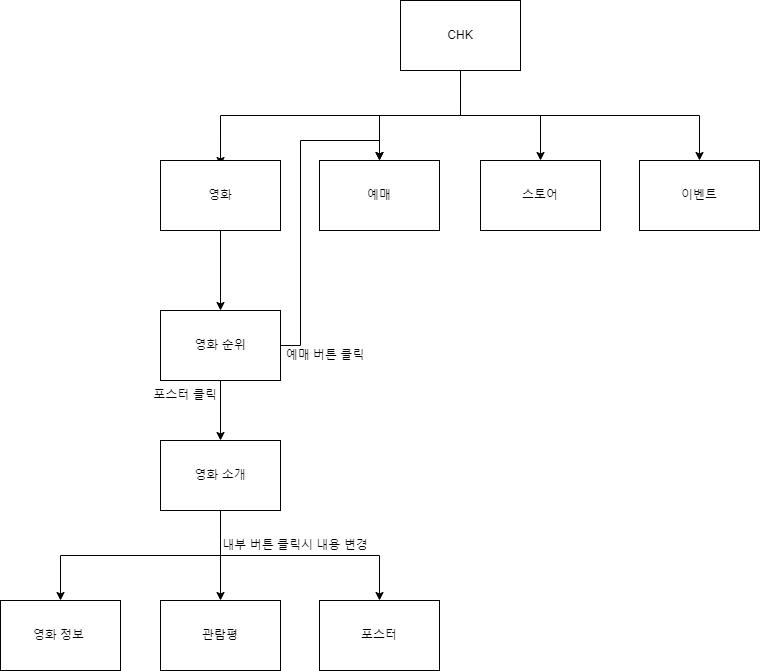 CHK
영화
예매
스토어
이벤트
영화 순위
예매 버튼 클릭
포스터 클릭
영화 소개
내부 버튼 클릭시 내용 변경
영화 정보
관람평
포스터